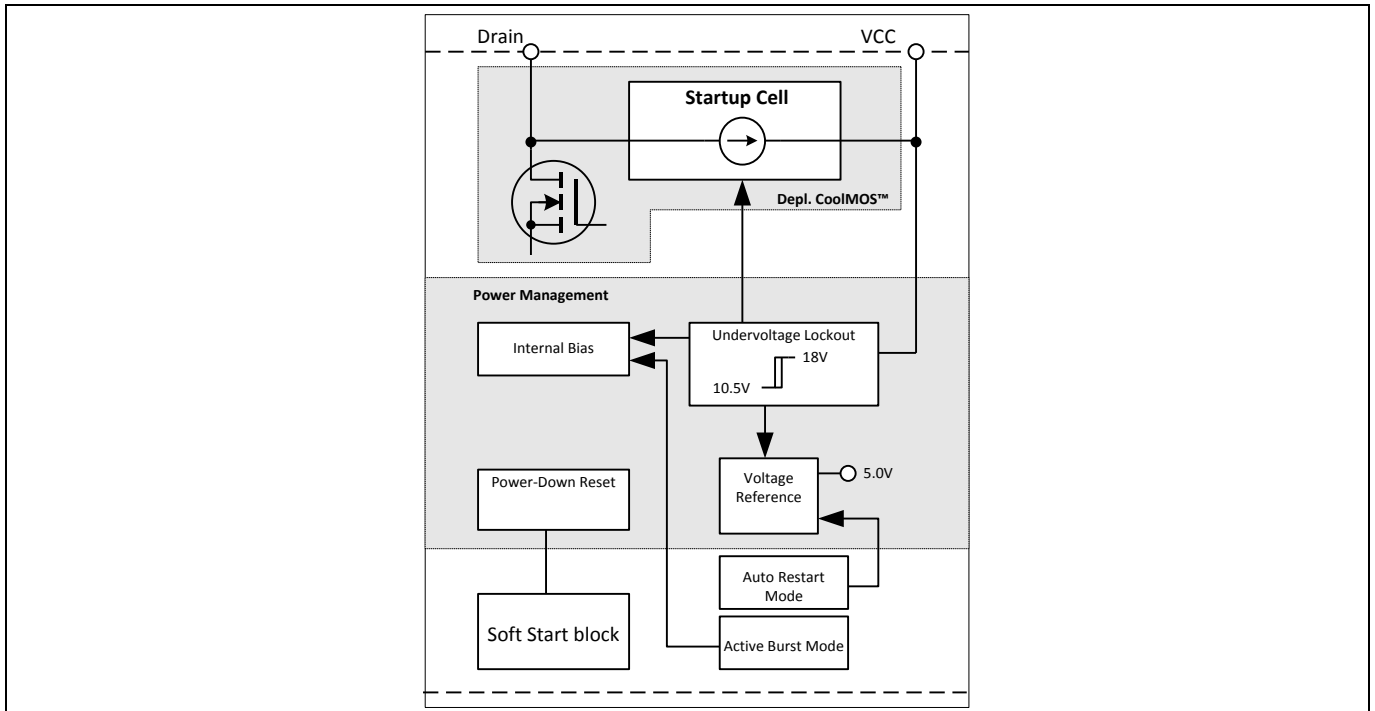 Drain
VCC
Startup Cell
Depl. CoolMOS™
Power Management
Undervoltage Lockout
Internal Bias
18V
10.5V
Power-Down Reset
Voltage
Reference
5.0V
Auto Restart
Mode
Soft Start block
Active Burst Mode